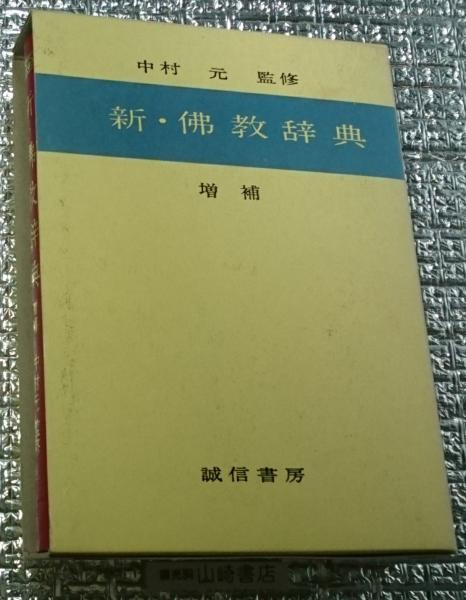 中村 元 監修
新・佛教辞典
増補
誠信書房
山崎書店